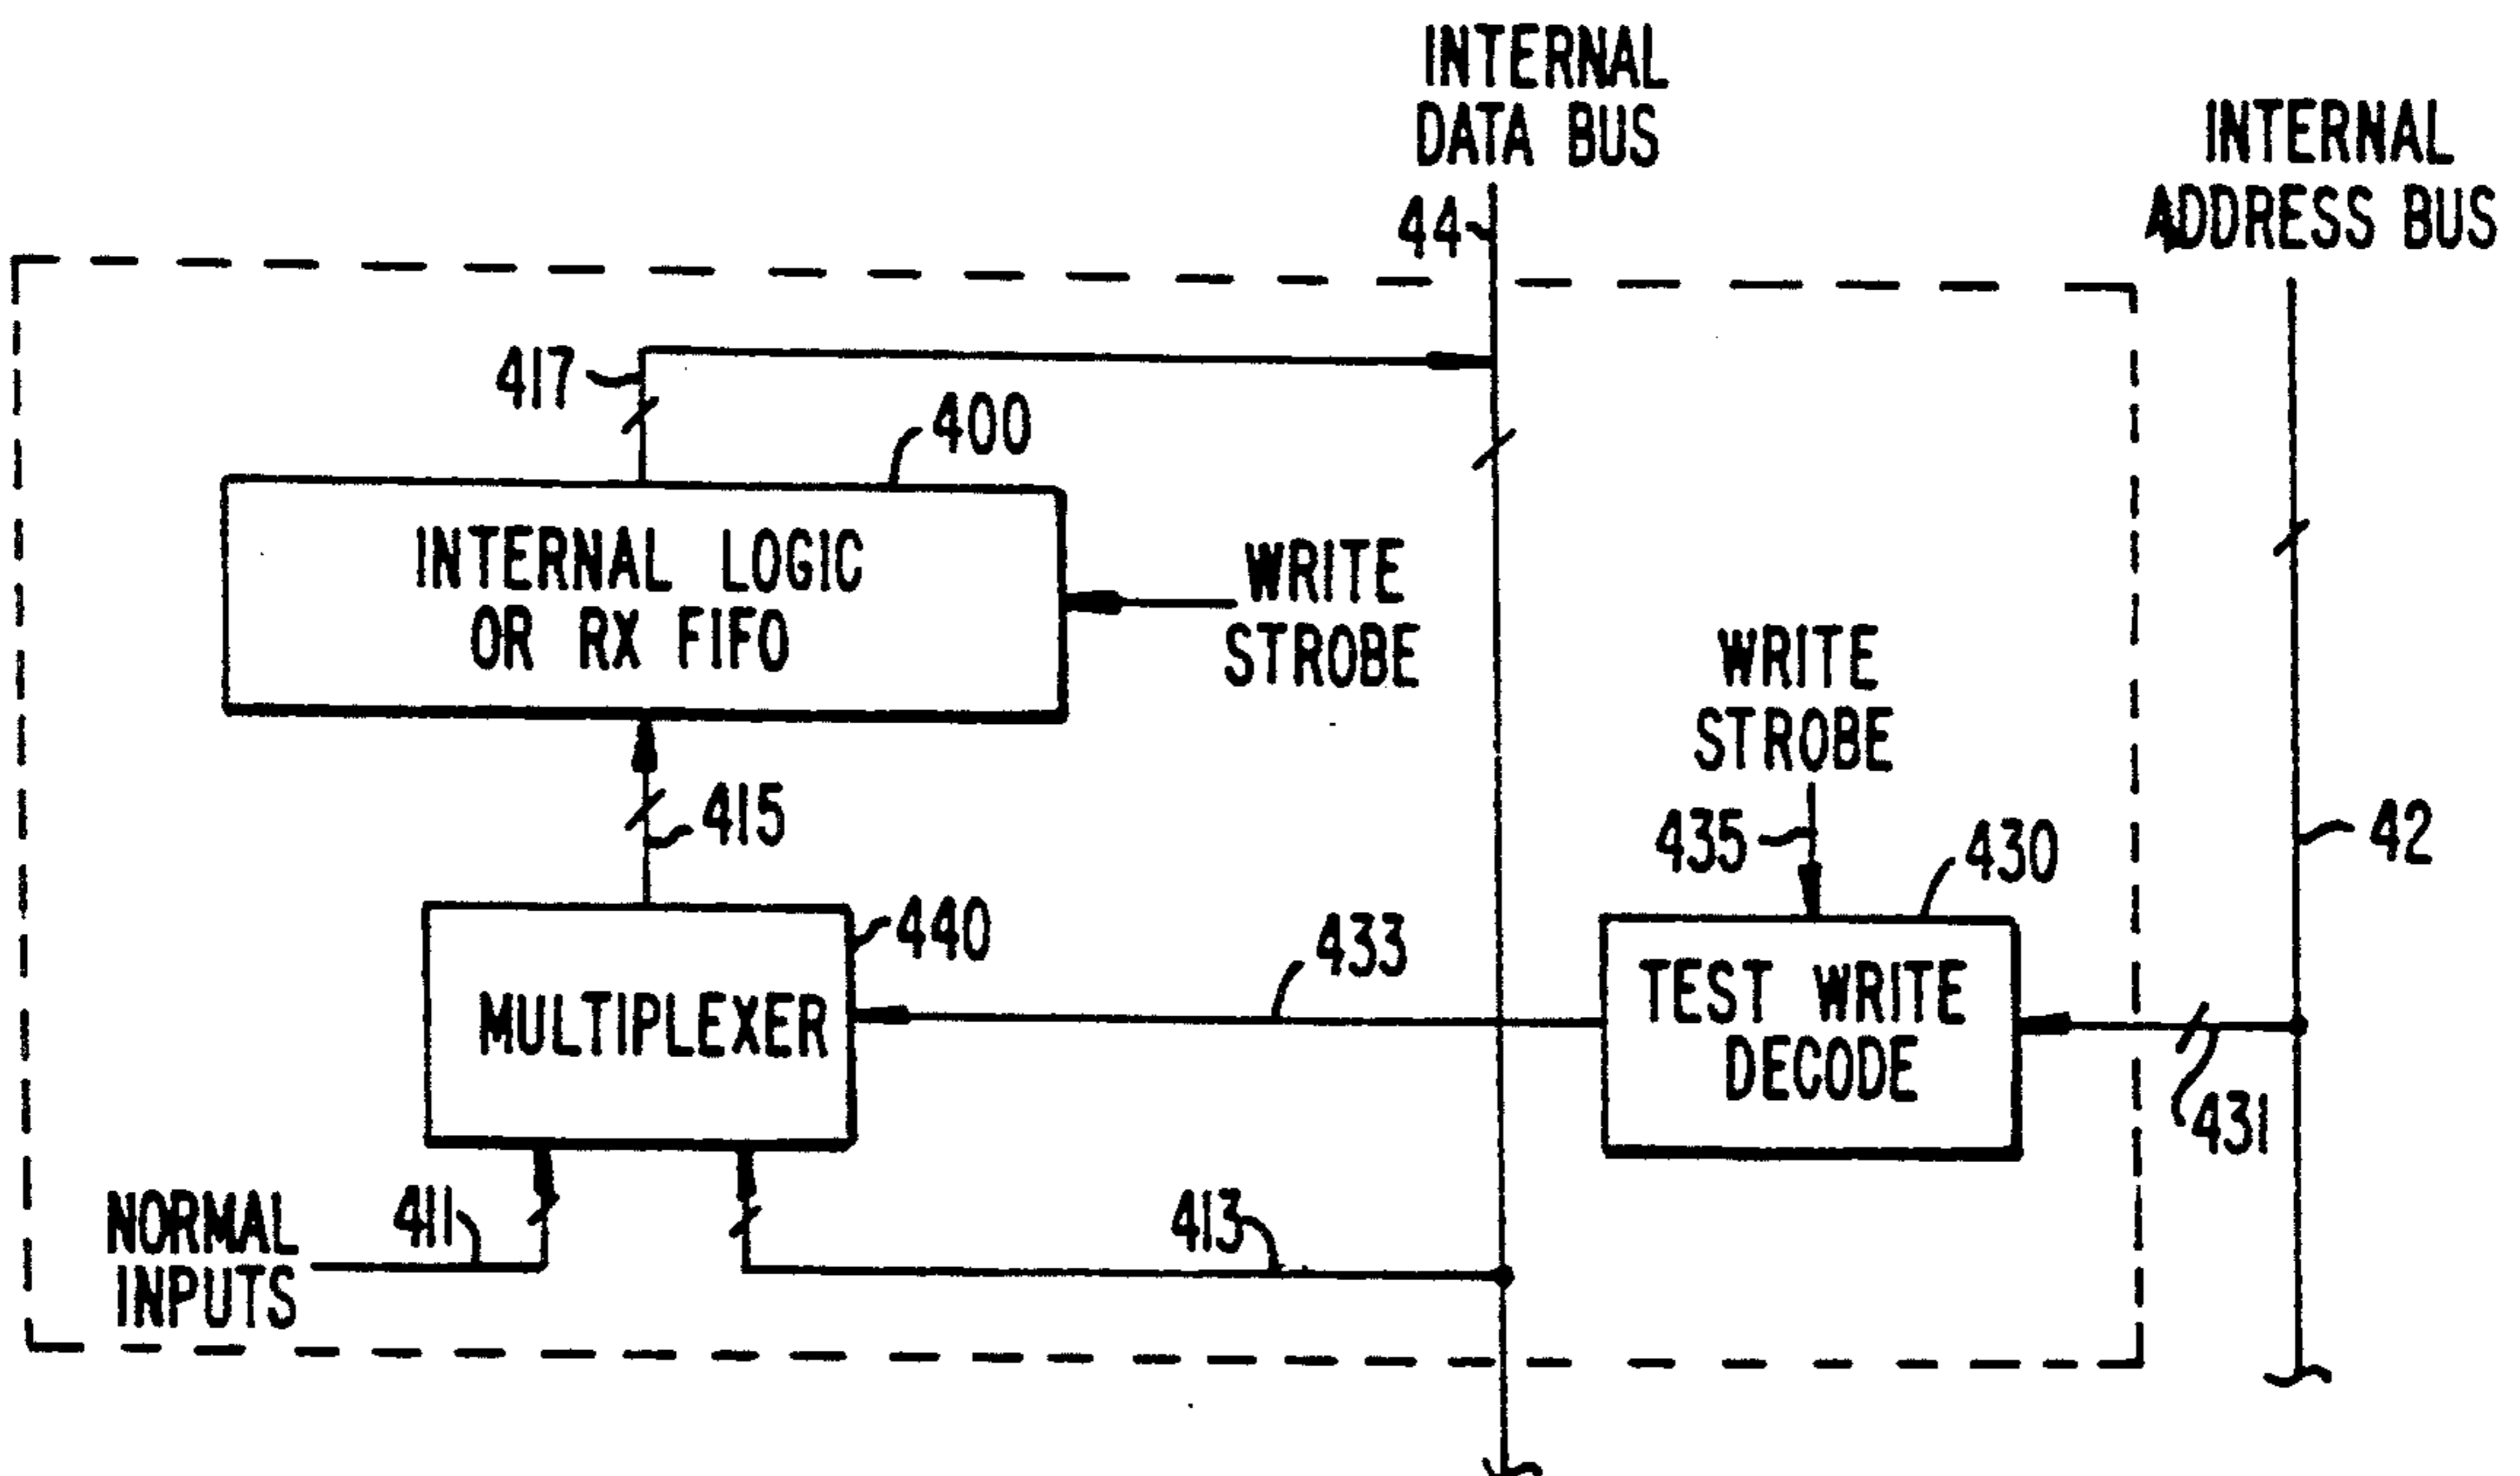 INTERNAL
DATA BUS
INTERNAL
ADDRESS BUS
44
417
400
INTERNAL LOGIC
OR RX FIFO
WRITE
STROBE
WRITE
STROBE
415
435
430
42
440
433
MULTIPLEXER
TEST WRITE
DECODE
431
NORMAL
INPUTS
411
413